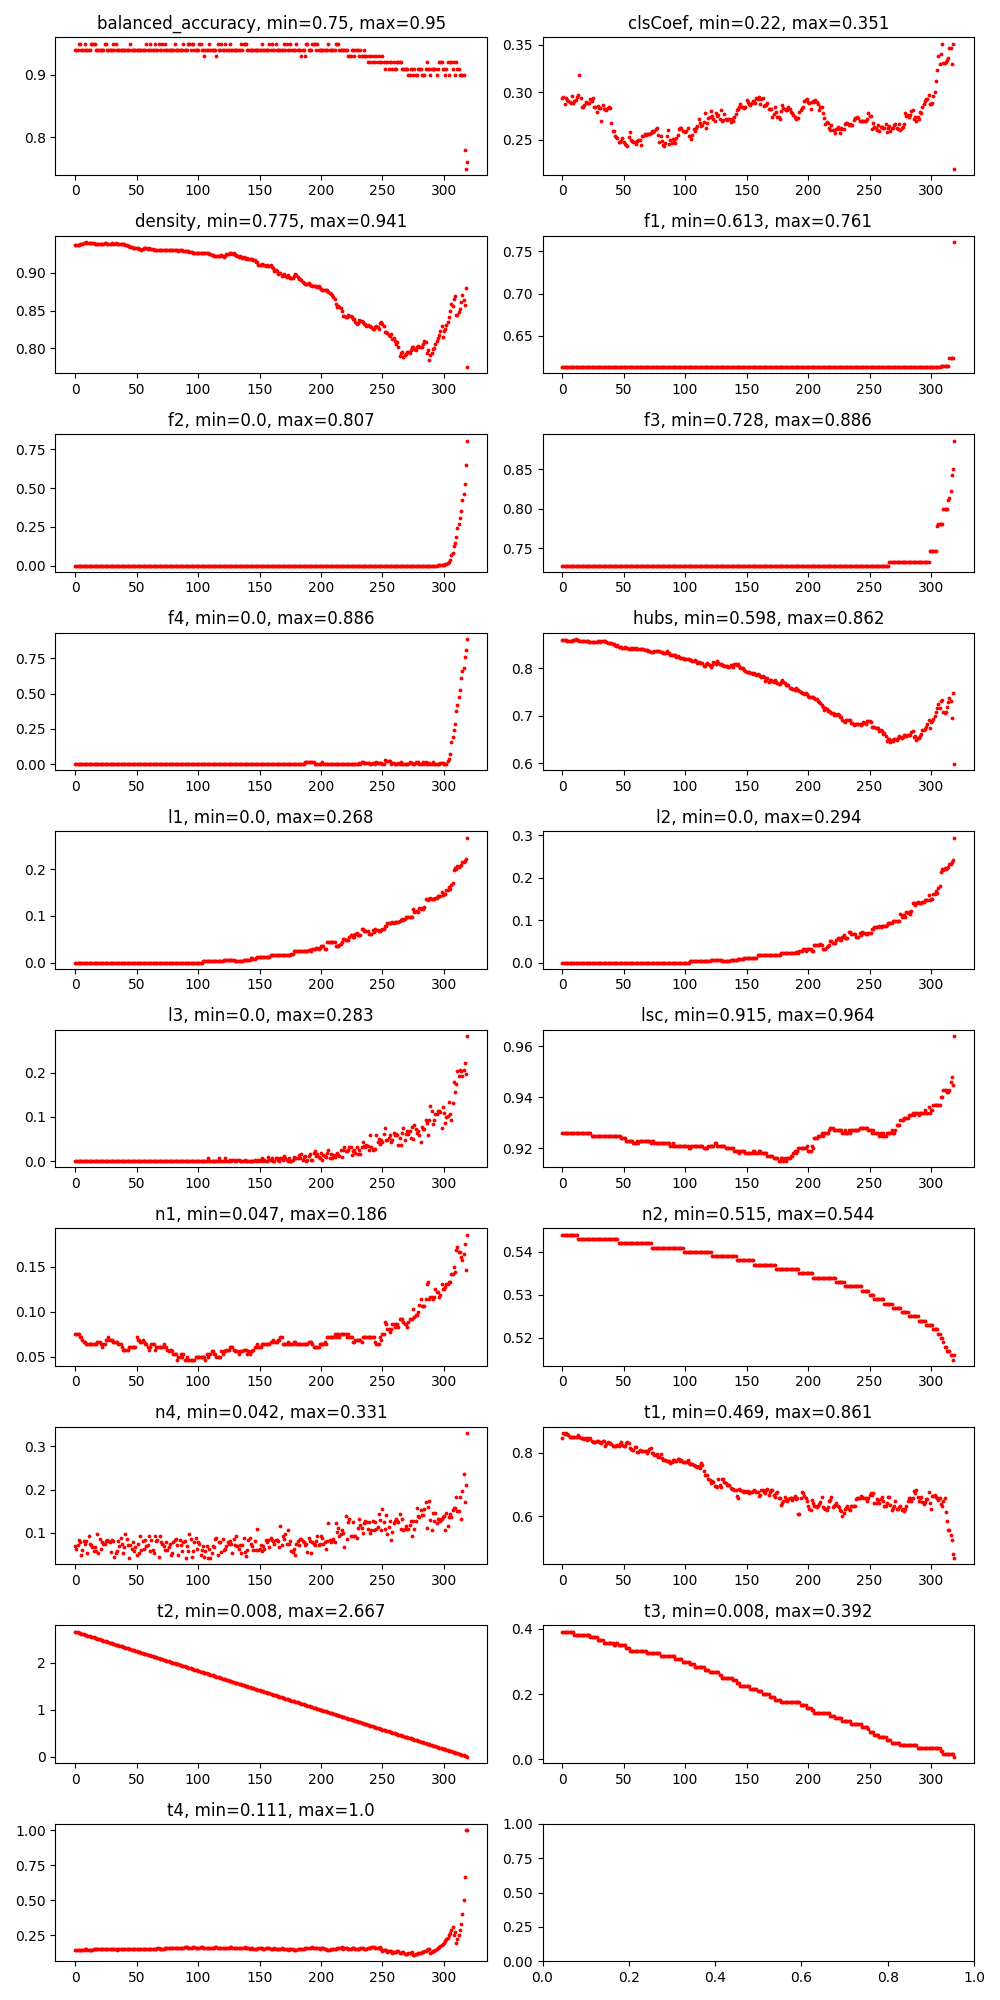 balanced_accuracy, min=0.75, max=0.95
0.9
0.8
0 50 100 150 200 250 300
clsCoef, min=0.22, max=0.351
0.35
0.30
0.25
0 50 100 150 200 250 300
density, min=0.775, max=0.941
0.90
0.85
0.80
0 50 100 150 200 250 300
f1, min=0.613, max=0.761
0.75
0.70
0.65
0 50 100 150 200 250 300
f2, min=0.0, max=0.807
0.75
0.50
0.25
0.00
0 50 100 150 200 250 300
f3, min=0.728, max=0.886
0.85
0.80
0.75
0 50 100 150 200 250 300
f4, min=0.0, max=0.886
0.75
0.50
0.25
0.00
0 50 100 150 200 250 300
hubs, min=0.598, max=0.862
0.8
0.7
0.6
0 50 100 150 200 250 300
l1, min=0.0, max=0.268
0.2
0.1
0.0
0 50 100 150 200 250 300
l2, min=0.0, max=0.294
0.3
0.2
0.1
0.0
0 50 100 150 200 250 300
l3, min=0.0, max=0.283
0.2
0.1
0.0
0 50 100 150 200 250 300
lsc, min=0.915, max=0.964
0.96
0.94
0.92
0 50 100 150 200 250 300
n1, min=0.047, max=0.186
0.15
0.10
0.05
0 50 100 150 200 250 300
n2, min=0.515, max=0.544
0.54
0.53
0.52
0 50 100 150 200 250 300
n4, min=0.042, max=0.331
0.3
0.2
0.1
0 50 100 150 200 250 300
t1, min=0.469, max=0.861
0.8
0.6
0 50 100 150 200 250 300
t2, min=0.008, max=2.667
2
1
0
0 50 100 150 200 250 300
t3, min=0.008, max=0.392
0.4
0.2
0.0
0 50 100 150 200 250 300
t4, min=0.111, max=1.0
1.00
0.75
0.50
0.25
0 50 100 150 200 250 300
1.00
0.75
0.50
0.25
0.00
0.0 0.2 0.4 0.6 0.8 1.0